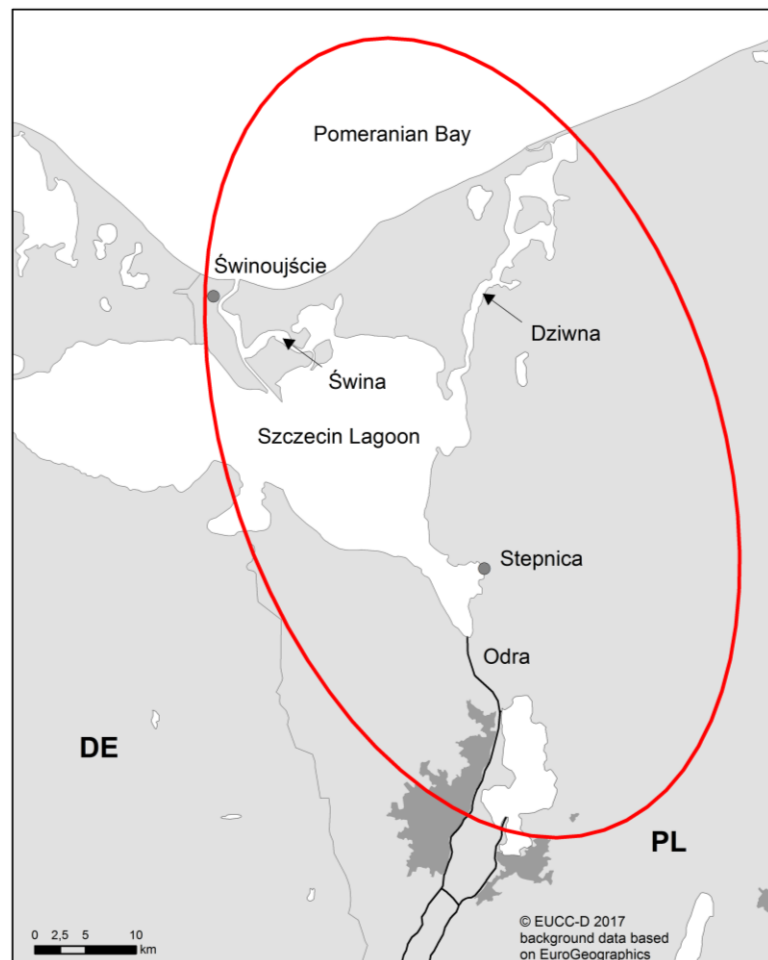 Pomeranian Bay
Świnoujście
Dziwna
Świna
Szczecin Lagoon
Stepnica
Odra
DE
PL
0 2,5 5 10
km
© EUCC-D 2017
background data based
on EuroGeographics